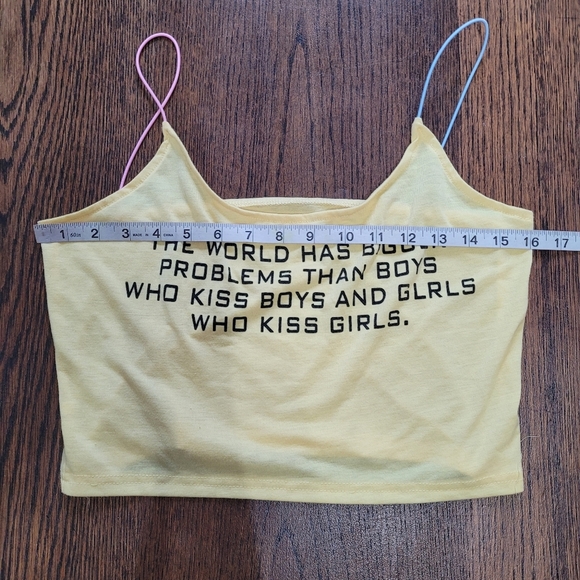 1 2 3 4 5 6 7 8 9 10 11 12 13 14 15 16 17
THE WORLD HAS
PROBLEMS THAN BOYS
WHO KISS BOYS AND GLRLS
WHO KISS GIRLS.